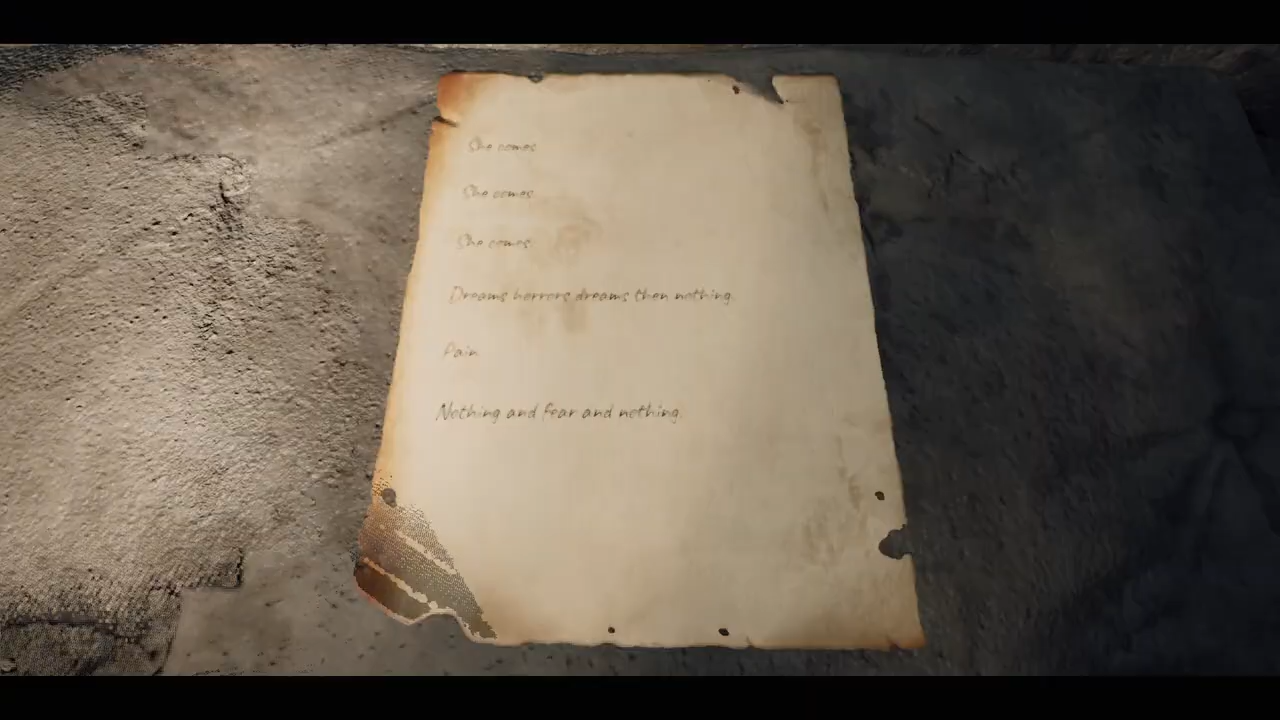 She comes
She comes
She comes
Dreams horrors dreams then nothing.
Pain
Nothing and fear and nothing.